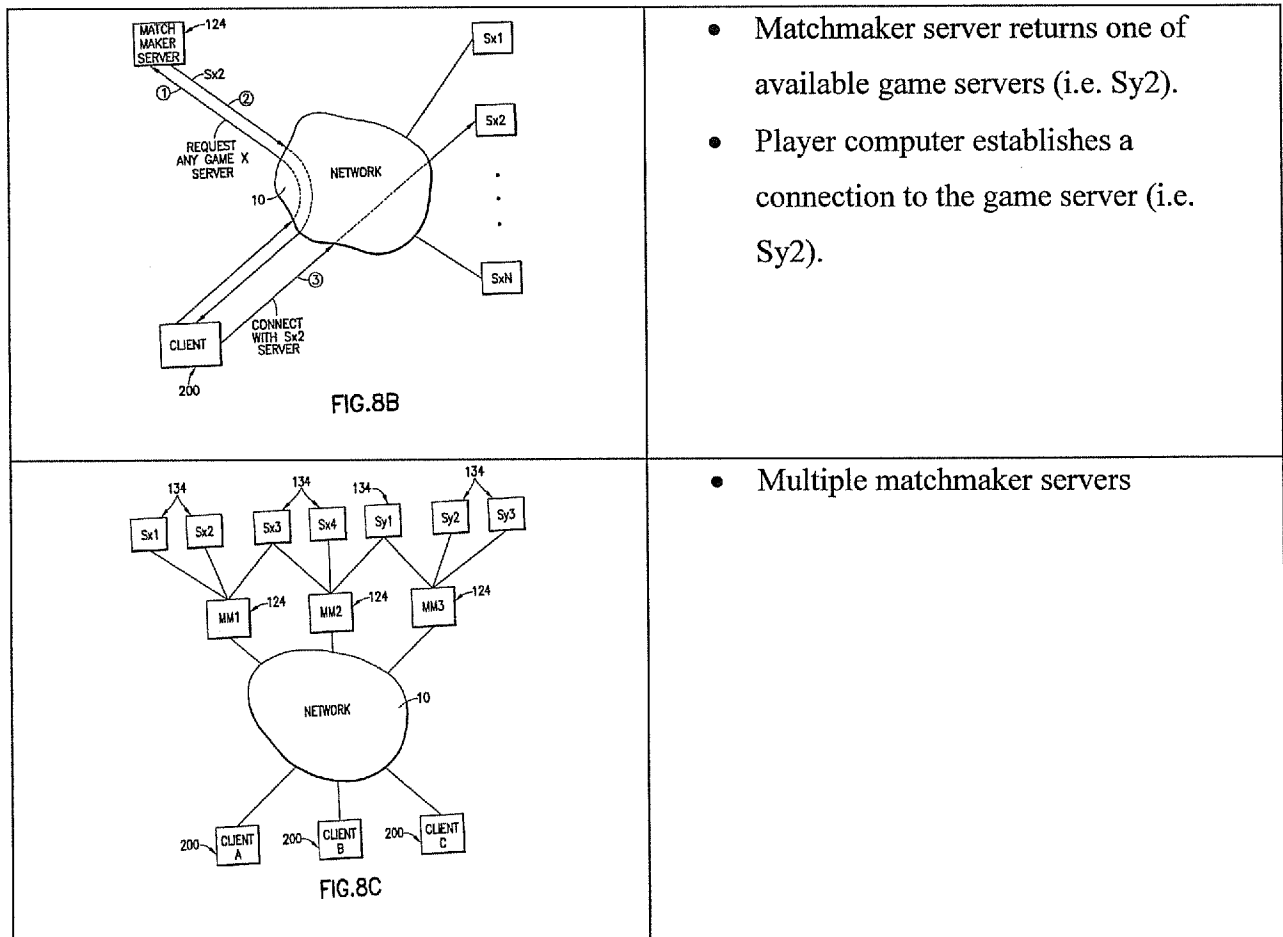 124
MATCH
MAKER
SERVER
Sx2
①
②
REQUEST
ANY GAME X
SERVER
10
NETWORK
Sx1
Sx2
SxN
③
CONNECT
WITH Sx2
SERVER
CLIENT
200
FIG.8B
• Matchmaker server returns one of
available game servers (i.e. Sy2).
• Player computer establishes a
connection to the game server (i.e.
Sy2).
134 134 134 134
Sx1 Sx2 Sx3 Sx4 Sy1 Sy2 Sy3
MM1 124 MM2 124 MM3 124
NETWORK
10
200 CLIENT A 200 CLIENT B 200 CLIENT C
FIG.8C
• Multiple matchmaker servers